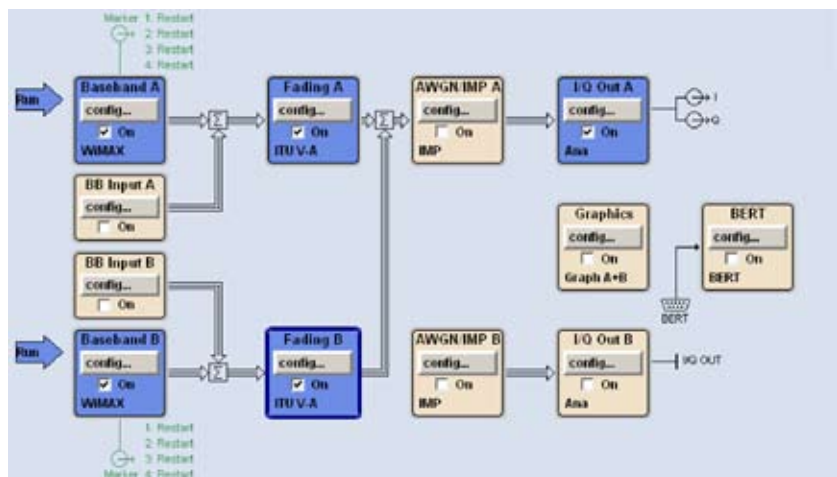 Marker 1: Restart
2: Restart
3: Restart
4: Restart
Run
Baseband A
config...
On
WiMAX
Fading A
config...
On
ITU V-A
AWGN/IMP A
config...
On
IMP
I/Q Out A
config...
On
Ana
I
Q
BB Input A
config...
On
Graphics
config...
On
Graph A+B
BERT
config...
On
BERT
BERT
BB Input B
config...
On
Run
Baseband B
config...
On
WiMAX
Fading B
config...
On
ITU V-A
AWGN/IMP B
config...
On
IMP
I/Q Out B
config...
On
Ana
I/Q OUT
1: Restart
2: Restart
3: Restart
Marker 4: Restart